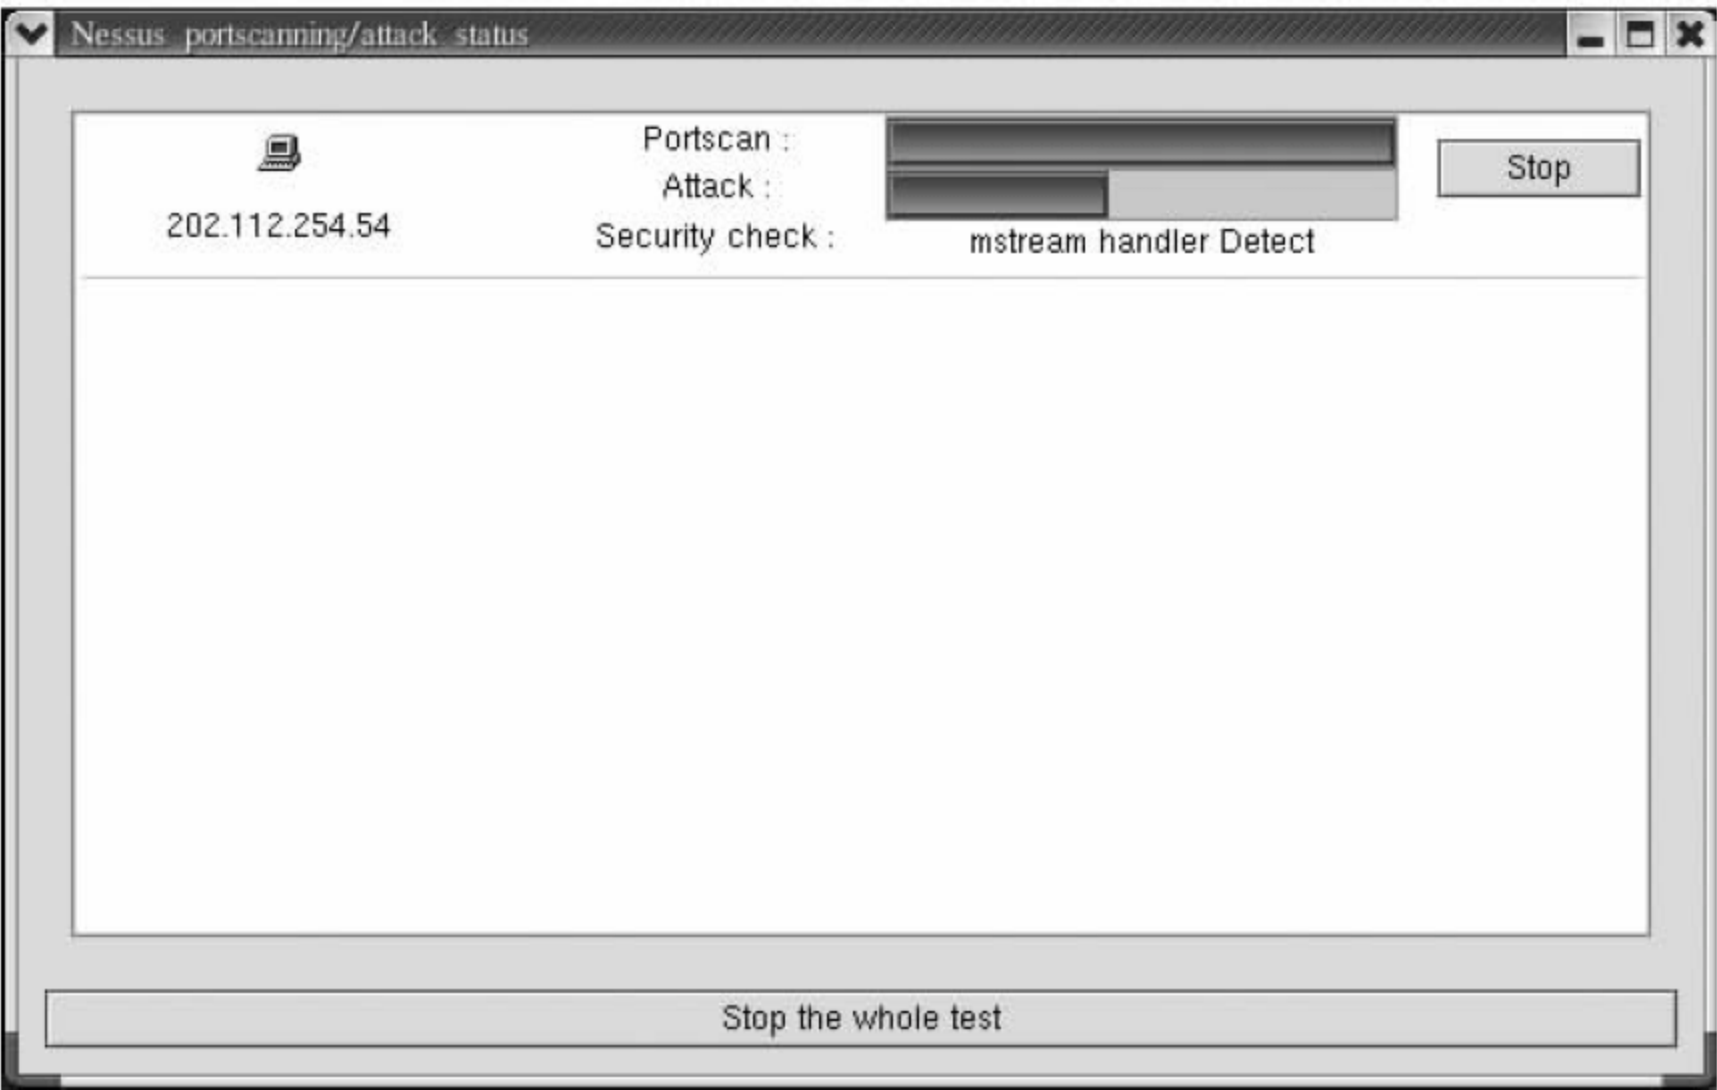 Nessus portscanning/attack status
Portscan :
Stop
Attack :
202.112.254.54
Security check :
mstream handler Detect
Stop the whole test